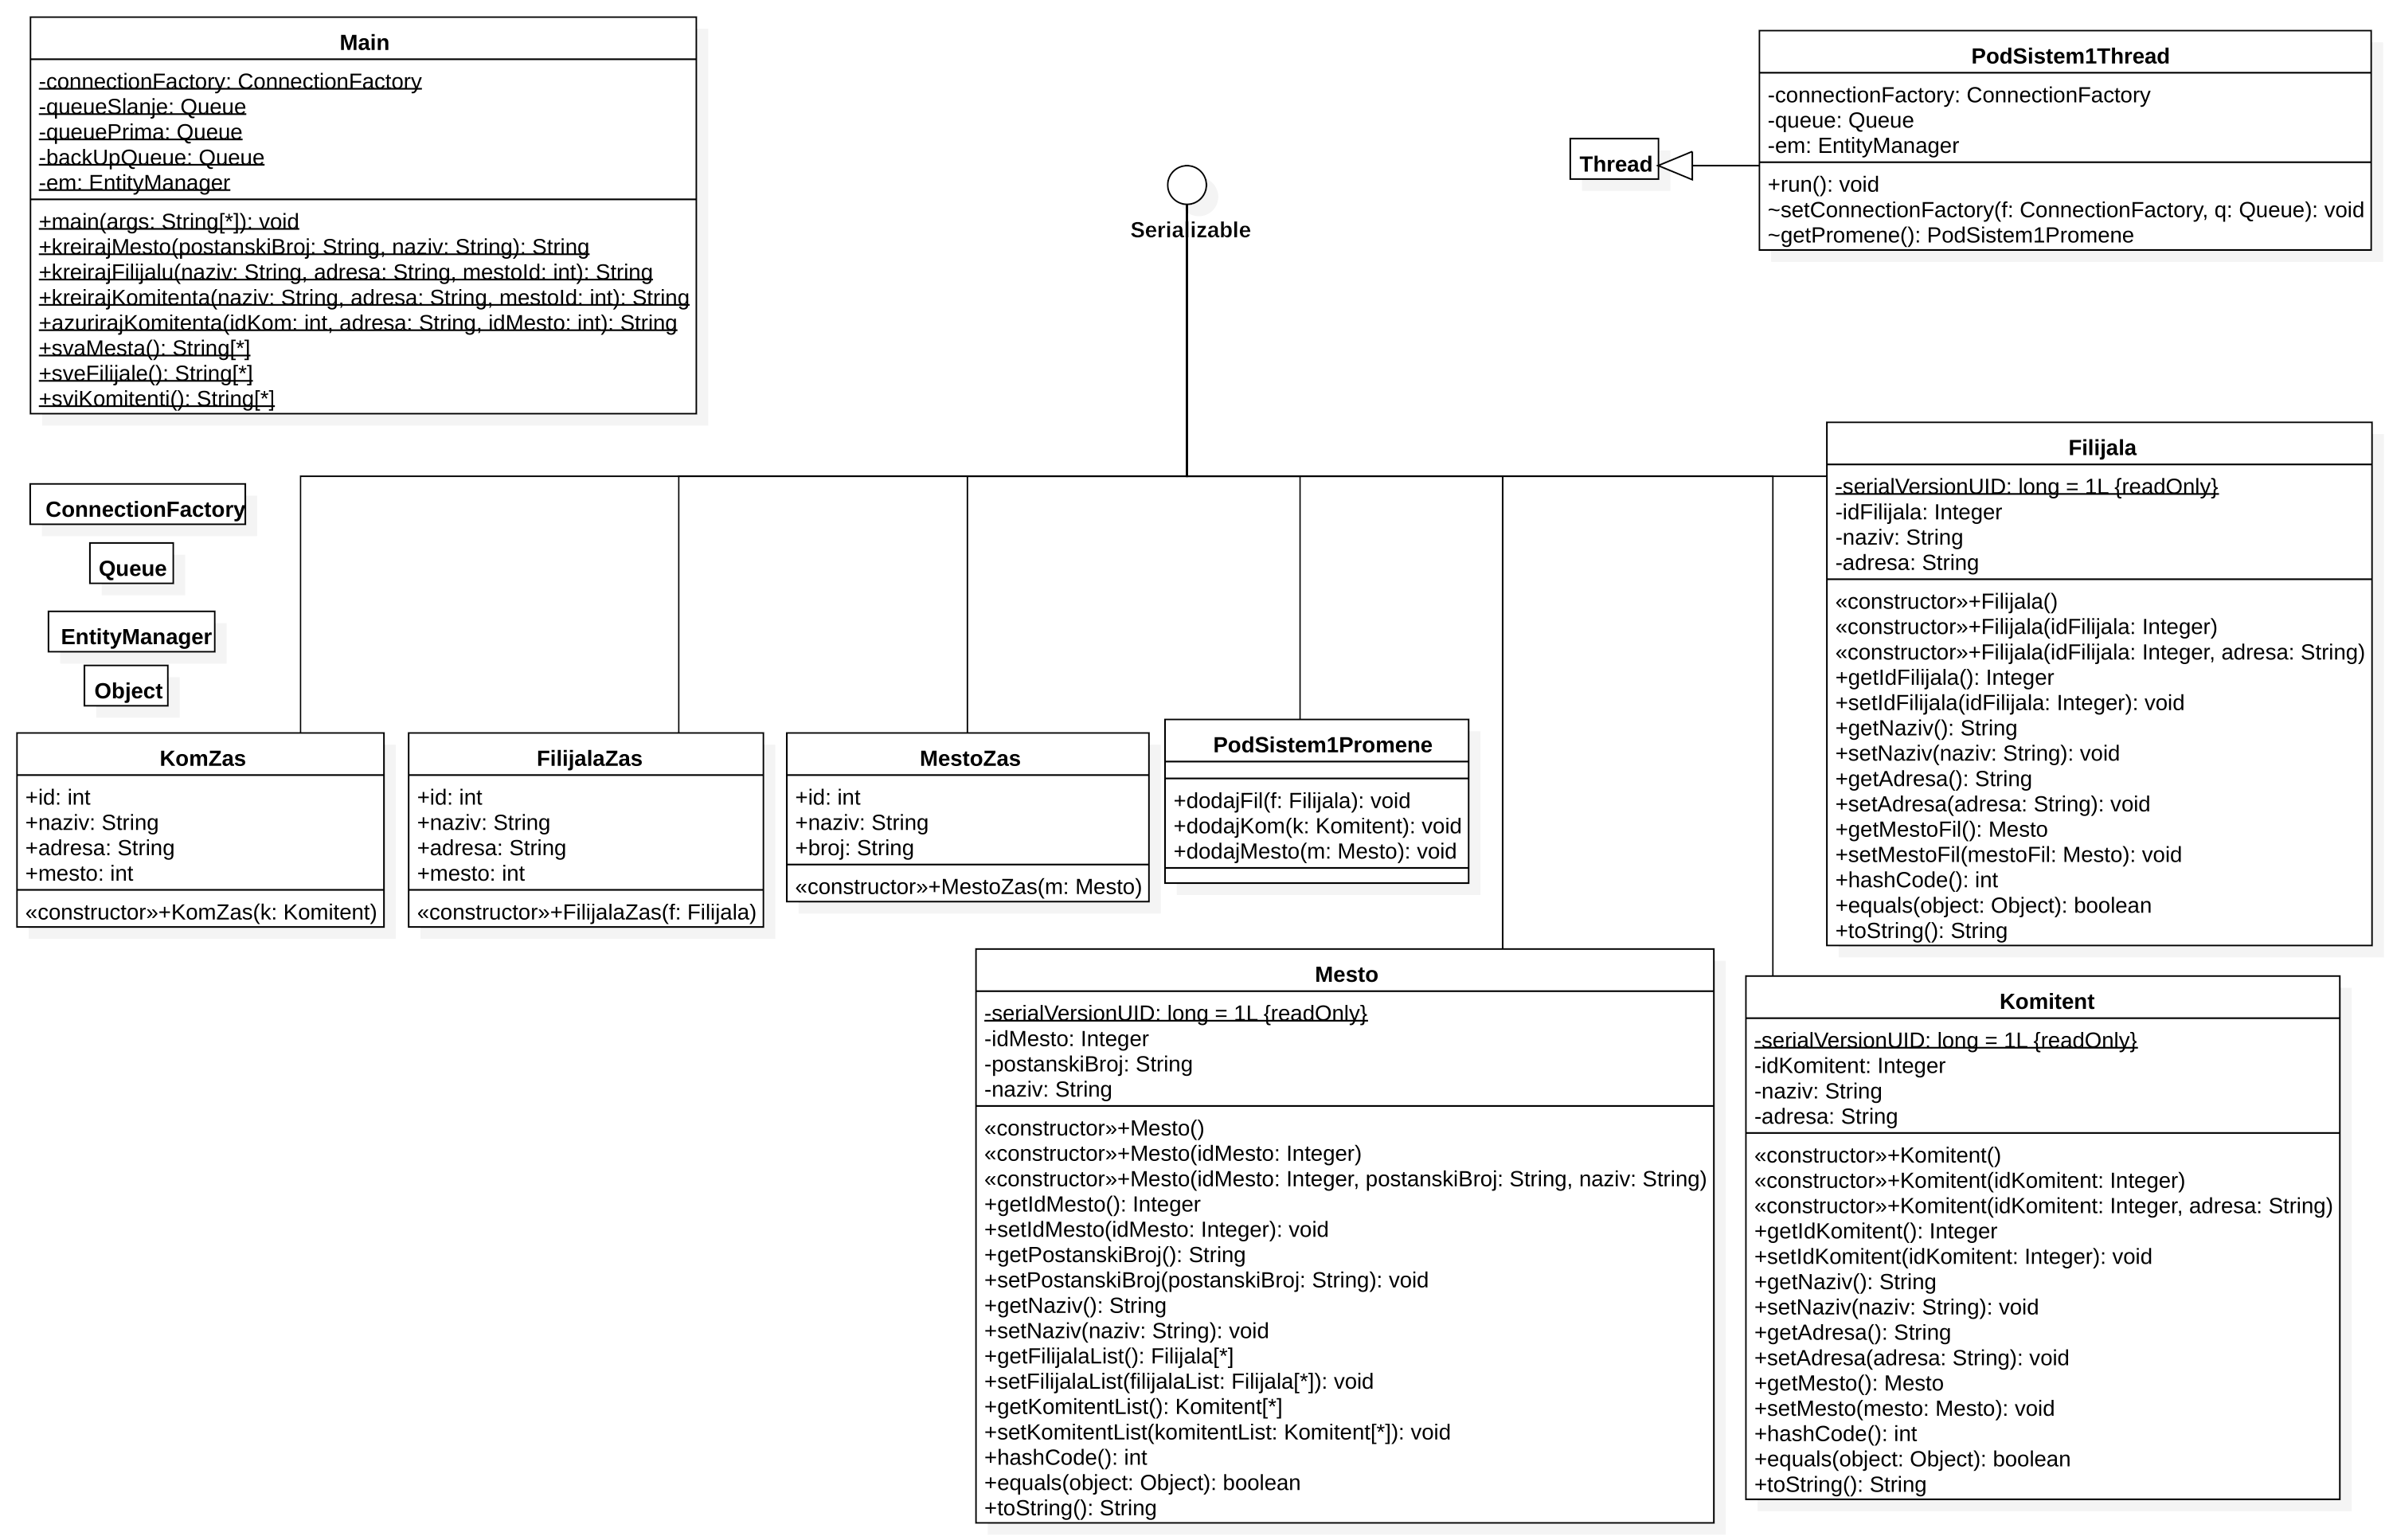 Main
-connectionFactory: ConnectionFactory
-queueSlanje: Queue
-queuePrima: Queue
-backUpQueue: Queue
-em: EntityManager
+main(args: String[*]): void
+kreirajMesto(postanskiBroj: String, naziv: String): String
+kreirajFilijalu(naziv: String, adresa: String, mestoId: int): String
+kreirajKomitenta(naziv: String, adresa: String, mestoId: int): String
+azurirajKomitenta(idKom: int, adresa: String, idMesto: int): String
+svaMesta(): String[*]
+sveFilijale(): String[*]
+sviKomitenti(): String[*]
Serializable
Thread
PodSistem1Thread
-connectionFactory: ConnectionFactory
-queue: Queue
-em: EntityManager
+run(): void
~setConnectionFactory(f: ConnectionFactory, q: Queue): void
~getPromene(): PodSistem1Promene
ConnectionFactory
Queue
EntityManager
Object
Filijala
-serialVersionUID: long = 1L {readOnly}
-idFilijala: Integer
-naziv: String
-adresa: String
«constructor»+Filijala()
«constructor»+Filijala(idFilijala: Integer)
«constructor»+Filijala(idFilijala: Integer, adresa: String)
+getIdFilijala(): Integer
+setIdFilijala(idFilijala: Integer): void
+getNaziv(): String
+setNaziv(naziv: String): void
+getAdresa(): String
+setAdresa(adresa: String): void
+getMestoFil(): Mesto
+setMestoFil(mestoFil: Mesto): void
+hashCode(): int
+equals(object: Object): boolean
+toString(): String
KomZas
+id: int
+naziv: String
+adresa: String
+mesto: int
«constructor»+KomZas(k: Komitent)
FilijalaZas
+id: int
+naziv: String
+adresa: String
+mesto: int
«constructor»+FilijalaZas(f: Filijala)
MestoZas
+id: int
+naziv: String
+broj: String
«constructor»+MestoZas(m: Mesto)
PodSistem1Promene
+dodajFil(f: Filijala): void
+dodajKom(k: Komitent): void
+dodajMesto(m: Mesto): void
Mesto
-serialVersionUID: long = 1L {readOnly}
-idMesto: Integer
-postanskiBroj: String
-naziv: String
«constructor»+Mesto()
«constructor»+Mesto(idMesto: Integer)
«constructor»+Mesto(idMesto: Integer, postanskiBroj: String, naziv: String)
+getIdMesto(): Integer
+setIdMesto(idMesto: Integer): void
+getPostanskiBroj(): String
+setPostanskiBroj(postanskiBroj: String): void
+getNaziv(): String
+setNaziv(naziv: String): void
+getFilijalaList(): Filijala[*]
+setFilijalaList(filijalaList: Filijala[*]): void
+getKomitentList(): Komitent[*]
+setKomitentList(komitentList: Komitent[*]): void
+hashCode(): int
+equals(object: Object): boolean
+toString(): String
Komitent
-serialVersionUID: long = 1L {readOnly}
-idKomitent: Integer
-naziv: String
-adresa: String
«constructor»+Komitent()
«constructor»+Komitent(idKomitent: Integer)
«constructor»+Komitent(idKomitent: Integer, adresa: String)
+getIdKomitent(): Integer
+setIdKomitent(idKomitent: Integer): void
+getNaziv(): String
+setNaziv(naziv: String): void
+getAdresa(): String
+setAdresa(adresa: String): void
+getMesto(): Mesto
+setMesto(mesto: Mesto): void
+hashCode(): int
+equals(object: Object): boolean
+toString(): String